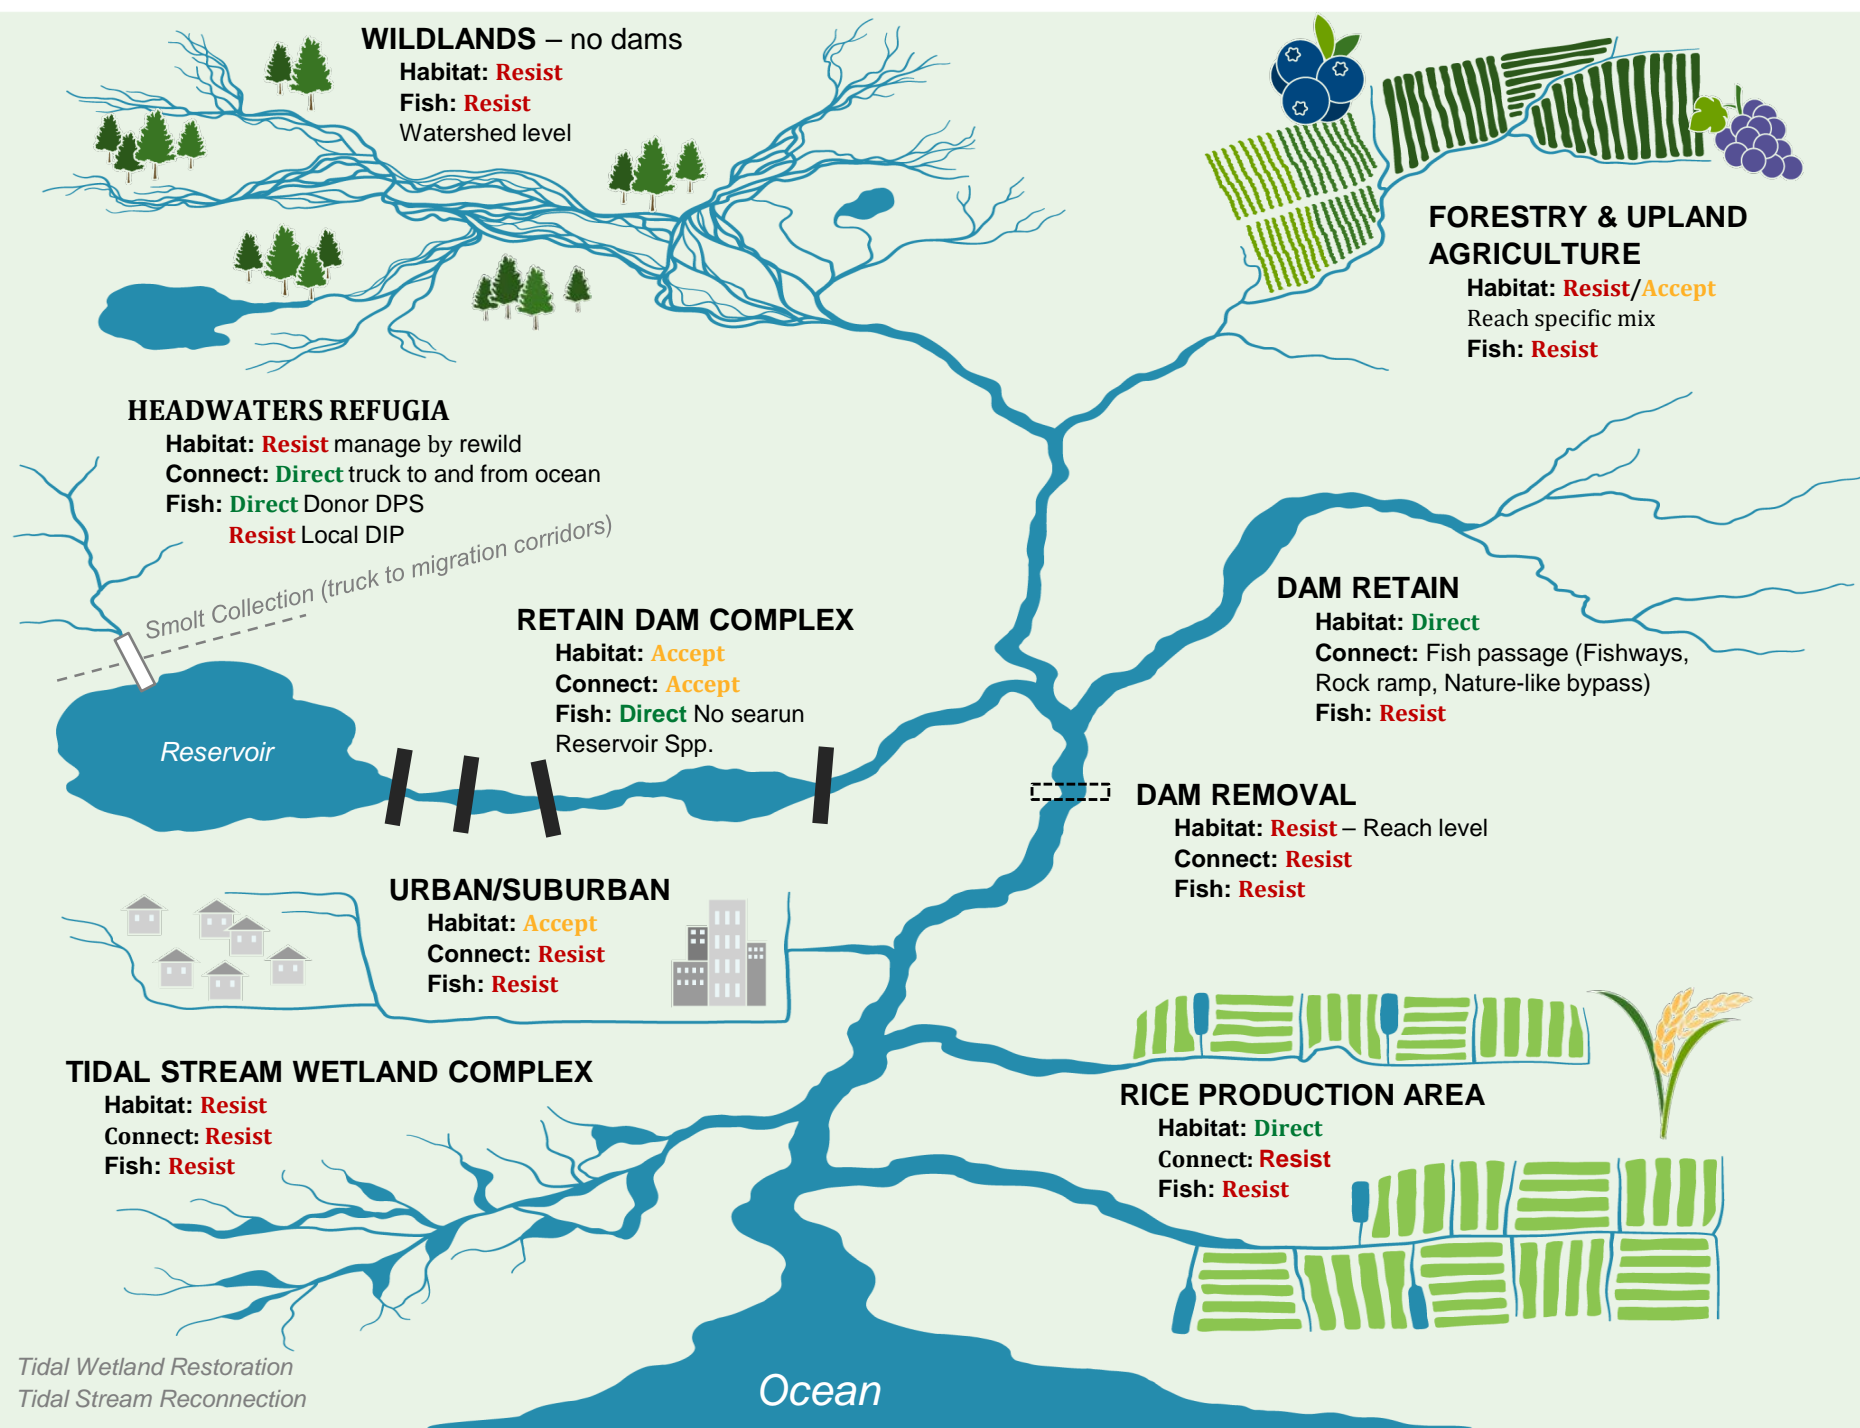 WILDLANDS – no dams
Habitat: Resist
Fish: Resist
Watershed level
FORESTRY & UPLAND
AGRICULTURE
Habitat: Resist/Accept
Reach specific mix
Fish: Resist
HEADWATERS REFUGIA
Habitat: Resist manage by rewild
Connect: Direct truck to and from ocean
Fish: Direct Donor DPS
Resist Local DIP
Smolt Collection (truck to migration corridors)
Reservoir
RETAIN DAM COMPLEX
Habitat: Accept
Connect: Accept
Fish: Direct No searun
Reservoir Spp.
DAM RETAIN
Habitat: Direct
Connect: Fish passage (Fishways,
Rock ramp, Nature-like bypass)
Fish: Resist
DAM REMOVAL
Habitat: Resist – Reach level
Connect: Resist
Fish: Resist
URBAN/SUBURBAN
Habitat: Accept
Connect: Resist
Fish: Resist
TIDAL STREAM WETLAND COMPLEX
Habitat: Resist
Connect: Resist
Fish: Resist
RICE PRODUCTION AREA
Habitat: Direct
Connect: Resist
Fish: Resist
Tidal Wetland Restoration
Tidal Stream Reconnection
Ocean